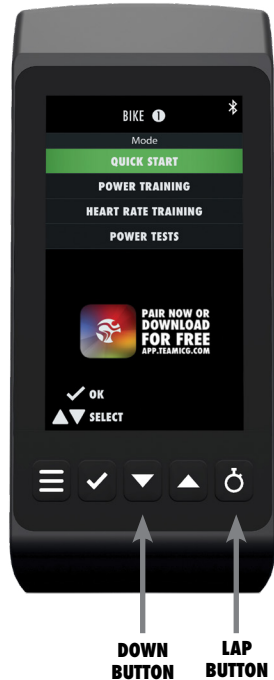 BIKE 1
Mode
QUICK START
POWER TRAINING
HEART RATE TRAINING
POWER TESTS
PAIR NOW OR
DOWNLOAD
FOR FREE
APP.TEAMICG.COM
OK
SELECT
DOWN
BUTTON
LAP
BUTTON